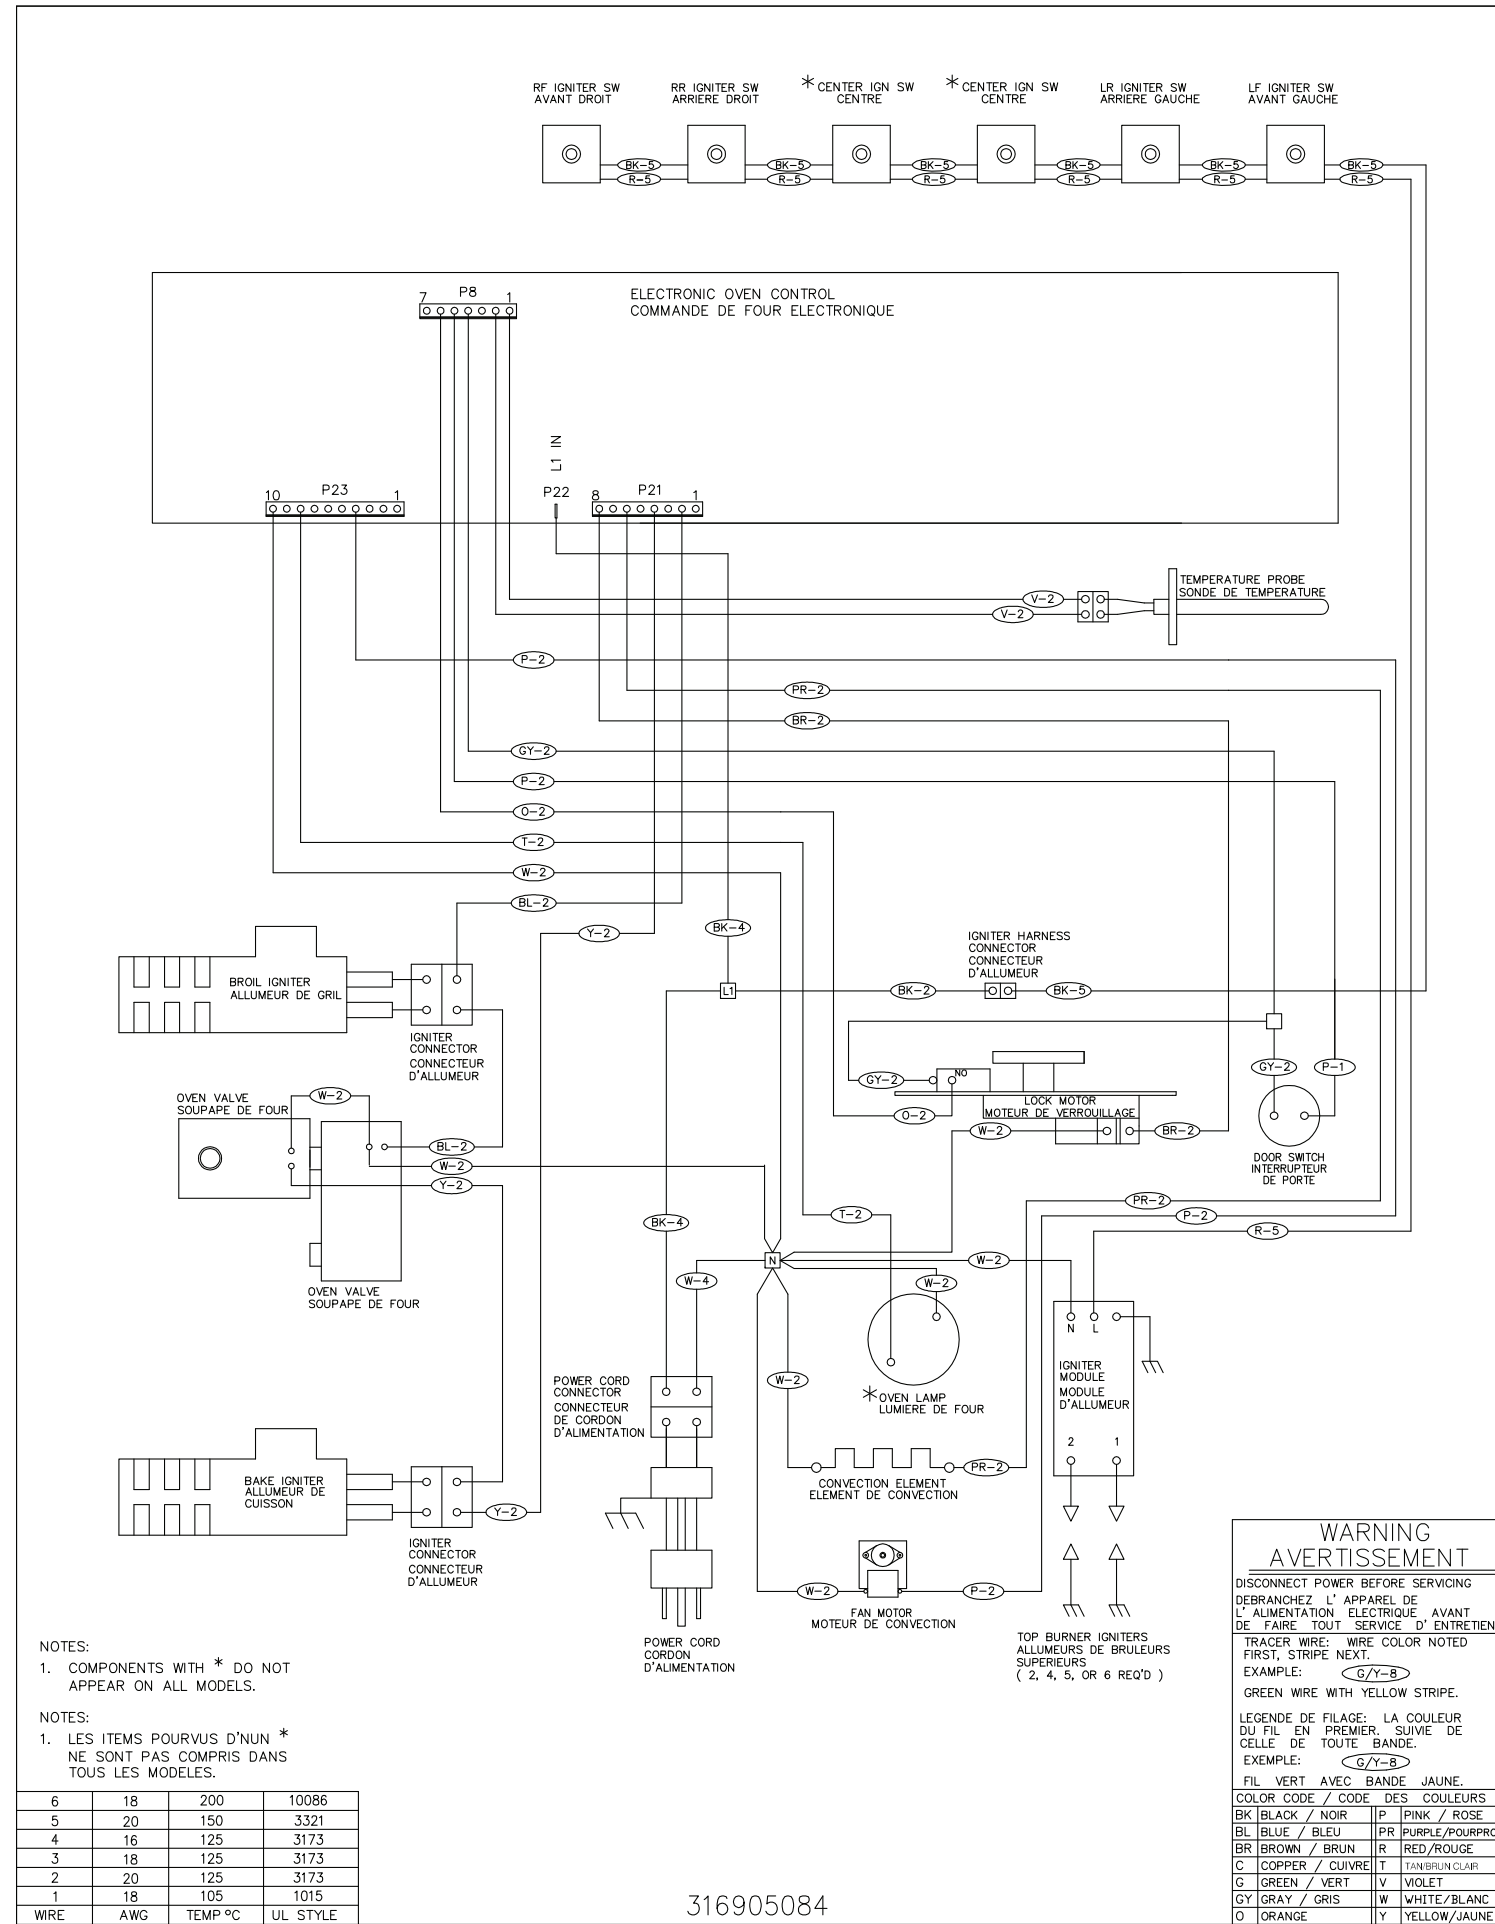 RF IGNITER SW
AVANT DROIT
RR IGNITER SW
ARRIERE DROIT
* CENTER IGN SW
CENTRE
* CENTER IGN SW
CENTRE
LR IGNITER SW
ARRIERE GAUCHE
LF IGNITER SW
AVANT GAUCHE
BK-5 BK-5 BK-5 BK-5 BK-5 BK-5
R-5 R-5 R-5 R-5 R-5 R-5
7 P8 1
ELECTRONIC OVEN CONTROL
COMMANDE DE FOUR ELECTRONIQUE
L1 IN
10 P23 1
P22
8 P21 1
TEMPERATURE PROBE
SONDE DE TEMPERATURE
V-2
V-2
P-2
PR-2
BR-2
GY-2
P-2
O-2
T-2
W-2
BL-2
Y-2
BK-4
IGNITER HARNESS
CONNECTOR
CONNECTEUR
D'ALLUMEUR
BROIL IGNITER
ALLUMEUR DE GRIL
L1
BK-2
BK-5
IGNITER
CONNECTOR
CONNECTEUR
D'ALLUMEUR
GY-2
NO
GY-2
P-1
OVEN VALVE
SOUPAPE DE FOUR
W-2
LOCK MOTOR
MOTEUR DE VERROUILLAGE
O-2
W-2
BR-2
BL-2
W-2
Y-2
DOOR SWITCH
INTERRUPTEUR
DE PORTE
PR-2
P-2
R-5
BK-4
T-2
N
W-2
W-4
W-2
OVEN VALVE
SOUPAPE DE FOUR
N L
IGNITER
MODULE
MODULE
D'ALLUMEUR
2 1
POWER CORD
CONNECTOR
CONNECTEUR
DE CORDON
D'ALIMENTATION
W-2
* OVEN LAMP
LUMIERE DE FOUR
PR-2
CONVECTION ELEMENT
ELEMENT DE CONVECTION
BAKE IGNITER
ALLUMEUR DE
CUISSON
Y-2
IGNITER
CONNECTOR
CONNECTEUR
D'ALLUMEUR
W-2
P-2
FAN MOTOR
MOTEUR DE CONVECTION
POWER CORD
CORDON
D'ALIMENTATION
TOP BURNER IGNITERS
ALLUMEURS DE BRULEURS
SUPERIEURS
( 2, 4, 5, OR 6 REQ'D )
NOTES:
1. COMPONENTS WITH * DO NOT
APPEAR ON ALL MODELS.
NOTES:
1. LES ITEMS POURVUS D'NUN *
NE SONT PAS COMPRIS DANS
TOUS LES MODELES.
6 18 200 10086
5 20 150 3321
4 16 125 3173
3 18 125 3173
2 20 125 3173
1 18 105 1015
WIRE AWG TEMP °C UL STYLE
316905084
WARNING
AVERTISSEMENT
DISCONNECT POWER BEFORE SERVICING
DEBRANCHEZ L' APPAREL DE
L' ALIMENTATION ELECTRIQUE AVANT
DE FAIRE TOUT SERVICE D' ENTRETIEN
TRACER WIRE: WIRE COLOR NOTED
FIRST, STRIPE NEXT.
EXAMPLE: G/Y-8
GREEN WIRE WITH YELLOW STRIPE.
LEGENDE DE FILAGE: LA COULEUR
DU FIL EN PREMIER. SUIVIE DE
CELLE DE TOUTE BANDE.
EXEMPLE: G/Y-8
FIL VERT AVEC BANDE JAUNE.
COLOR CODE / CODE DES COULEURS
BK BLACK / NOIR P PINK / ROSE
BL BLUE / BLEU PR PURPLE/POURPRO
BR BROWN / BRUN R RED/ROUGE
C COPPER / CUIVRE T TAN/BRUN CLAIR
G GREEN / VERT V VIOLET
GY GRAY / GRIS W WHITE/BLANC
O ORANGE Y YELLOW/JAUNE